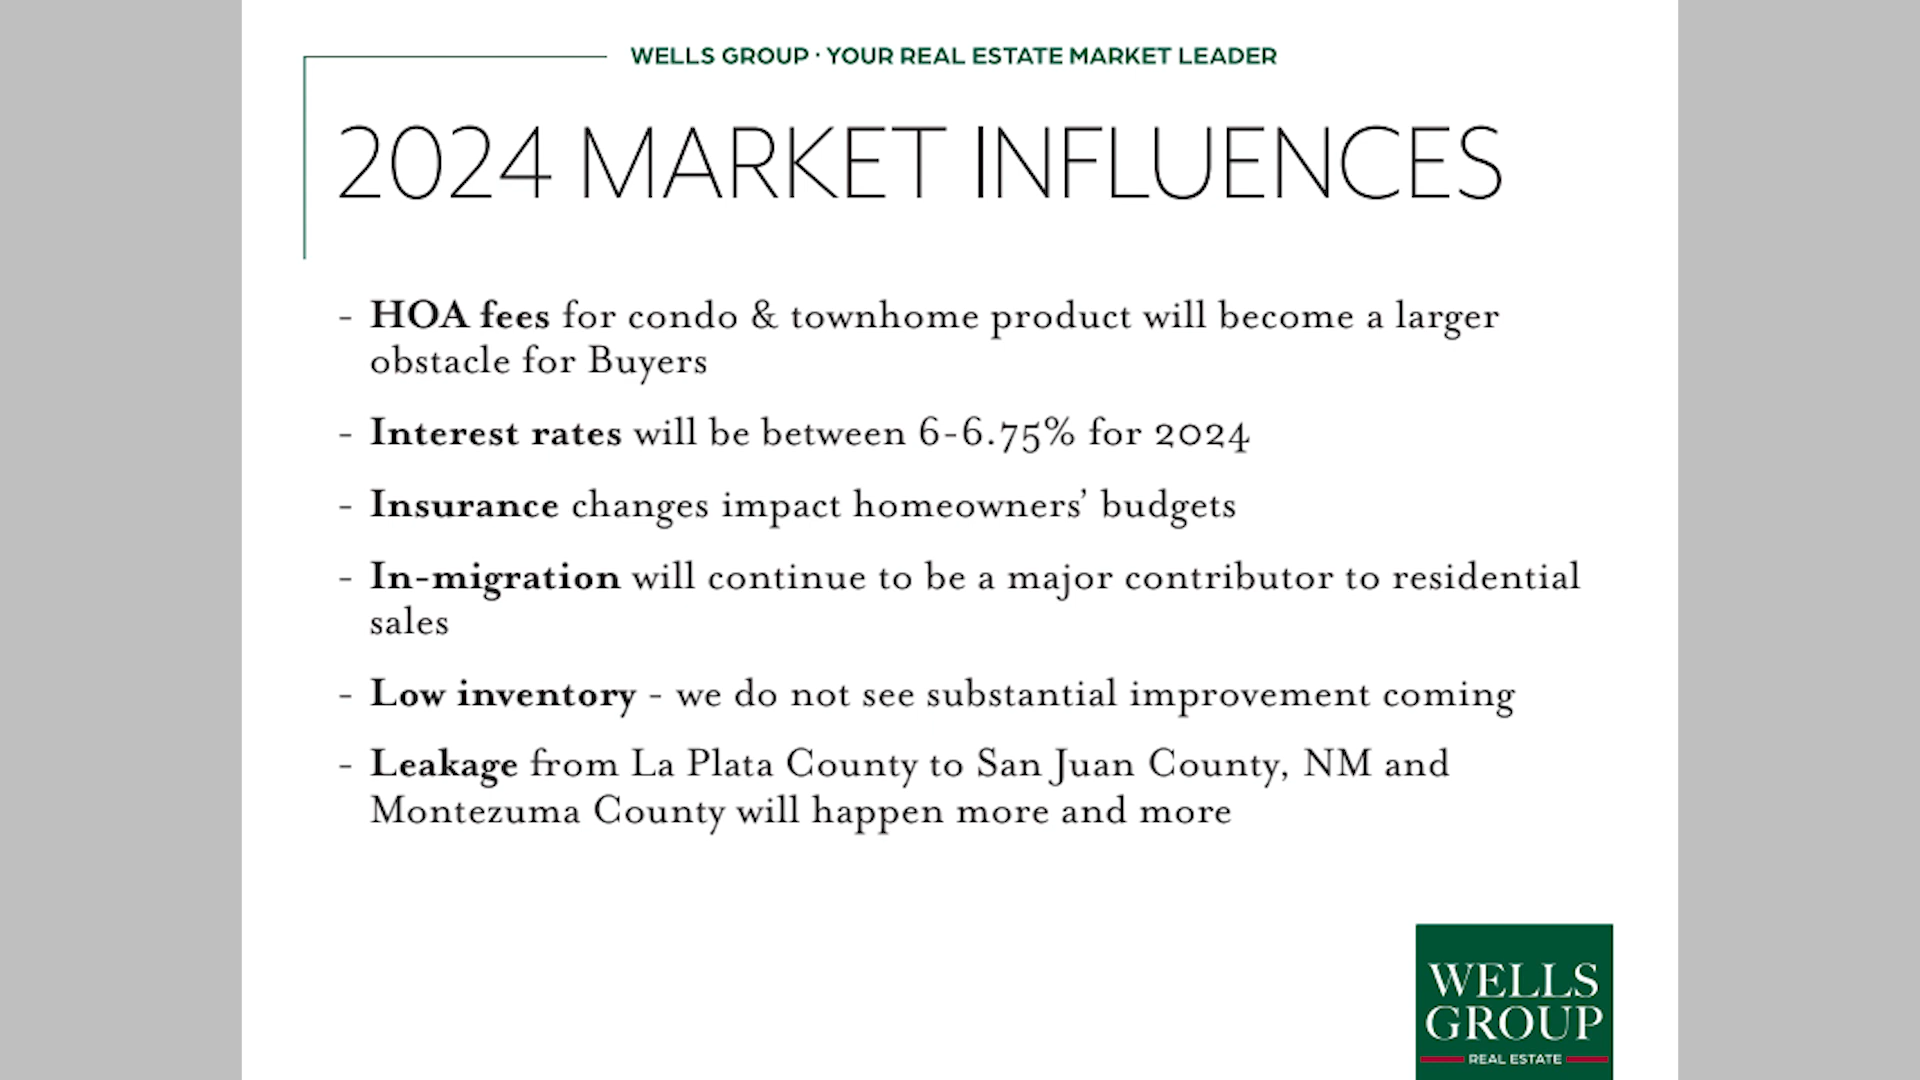 WELLS GROUP · YOUR REAL ESTATE MARKET LEADER
2024 MARKET INFLUENCES
- HOA fees for condo & townhome product will become a larger
obstacle for Buyers
- Interest rates will be between 6-6.75% for 2024
- Insurance changes impact homeowners’ budgets
- In-migration will continue to be a major contributor to residential
sales
- Low inventory - we do not see substantial improvement coming
- Leakage from La Plata County to San Juan County, NM and
Montezuma County will happen more and more
WELLS
GROUP
REAL ESTATE